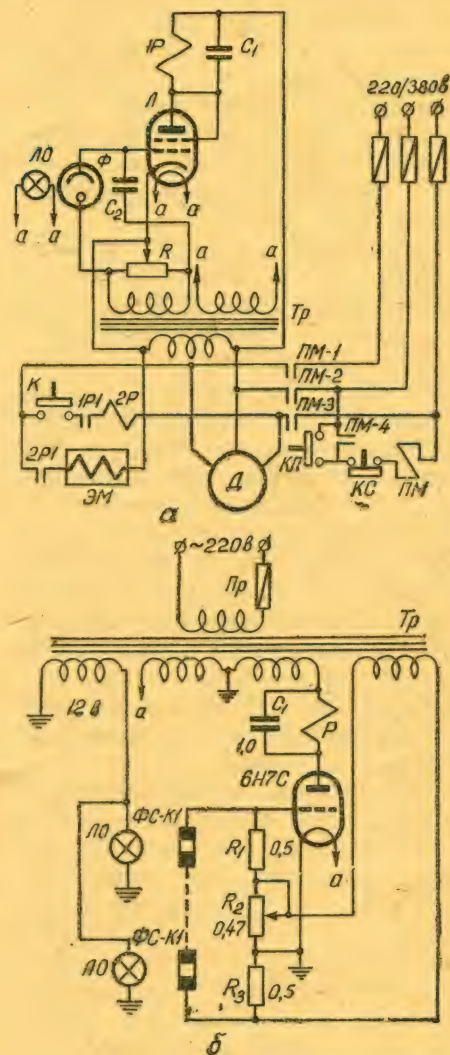 1Р
С₁
Л
220/380в
ЛО
Ф
С₂
а
а
а
а
R
а
а
Тр
ПМ-1
К
ПМ-2
1Р1
2Р
ПМ-3
ПМ-4
2Р1
КП
ЭМ
Д
КС
ПМ
а
~220в
Пр
Тр
12в
а
С₁
Р
1,0
6Н7С
ФС-К1
ЛО
R₁
0,5
а
R₂
ФС-К1
0,47
ЛО
R₃
0,5
б